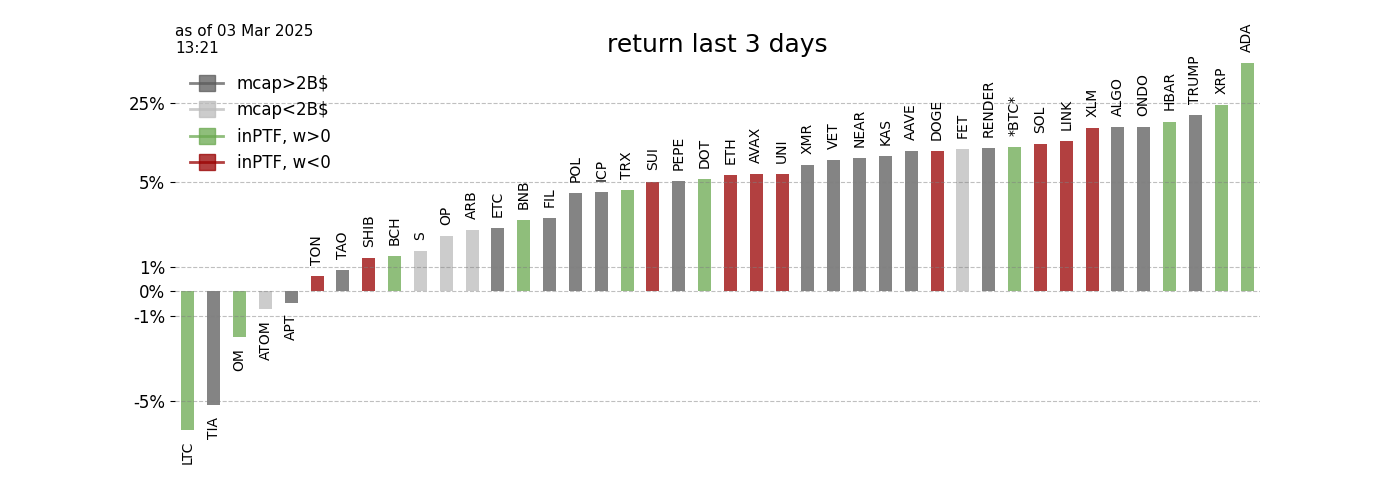 as of 03 Mar 2025
13:21
return last 3 days
mcap>2B$
mcap<2B$
inPTF, w>0
inPTF, w<0
25%
5%
1%
0%
-1%
-5%
LTC
TIA
OM
ATOM
APT
TON
TAO
SHIB
BCH
S
OP
ARB
ETC
BNB
FIL
POL
ICP
TRX
SUI
PEPE
DOT
ETH
AVAX
UNI
XMR
VET
NEAR
KAS
AAVE
DOGE
FET
RENDER
*BTC*
SOL
LINK
XLM
ALGO
ONDO
HBAR
TRUMP
XRP
ADA